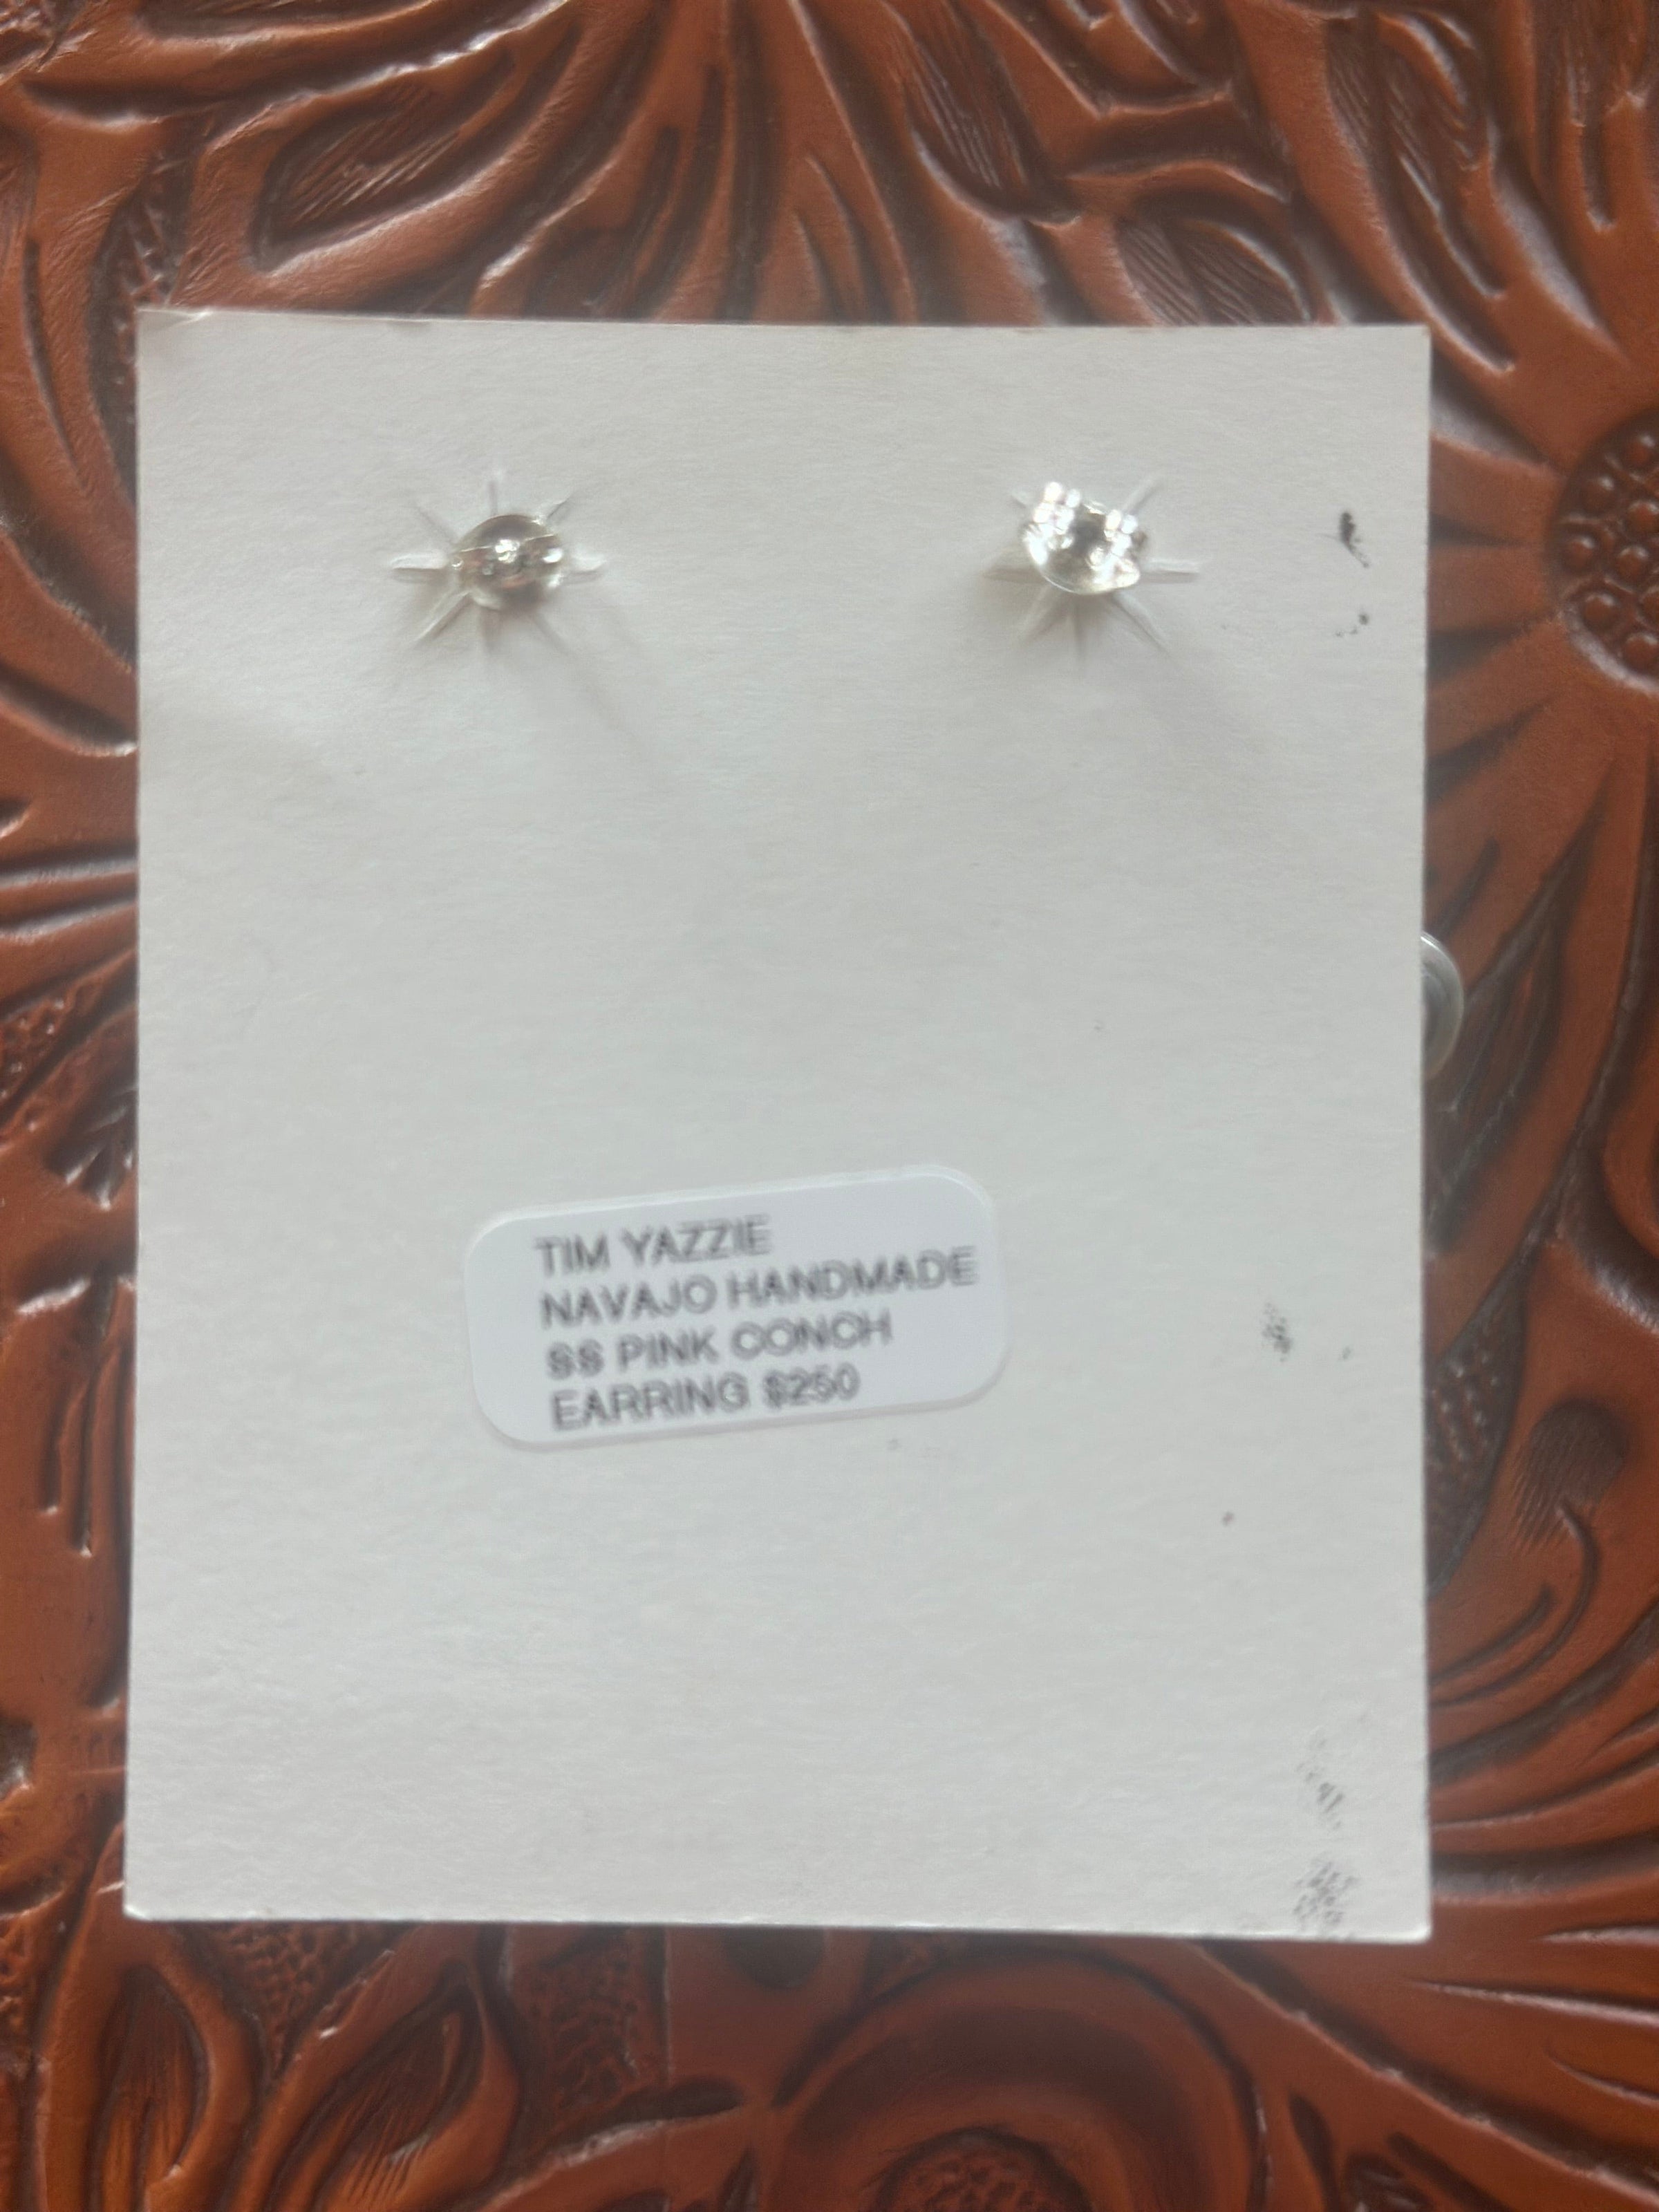 TIM YAZZIE
NAVAJO HANDMADE
SS PINK CONCH
EARRING $250